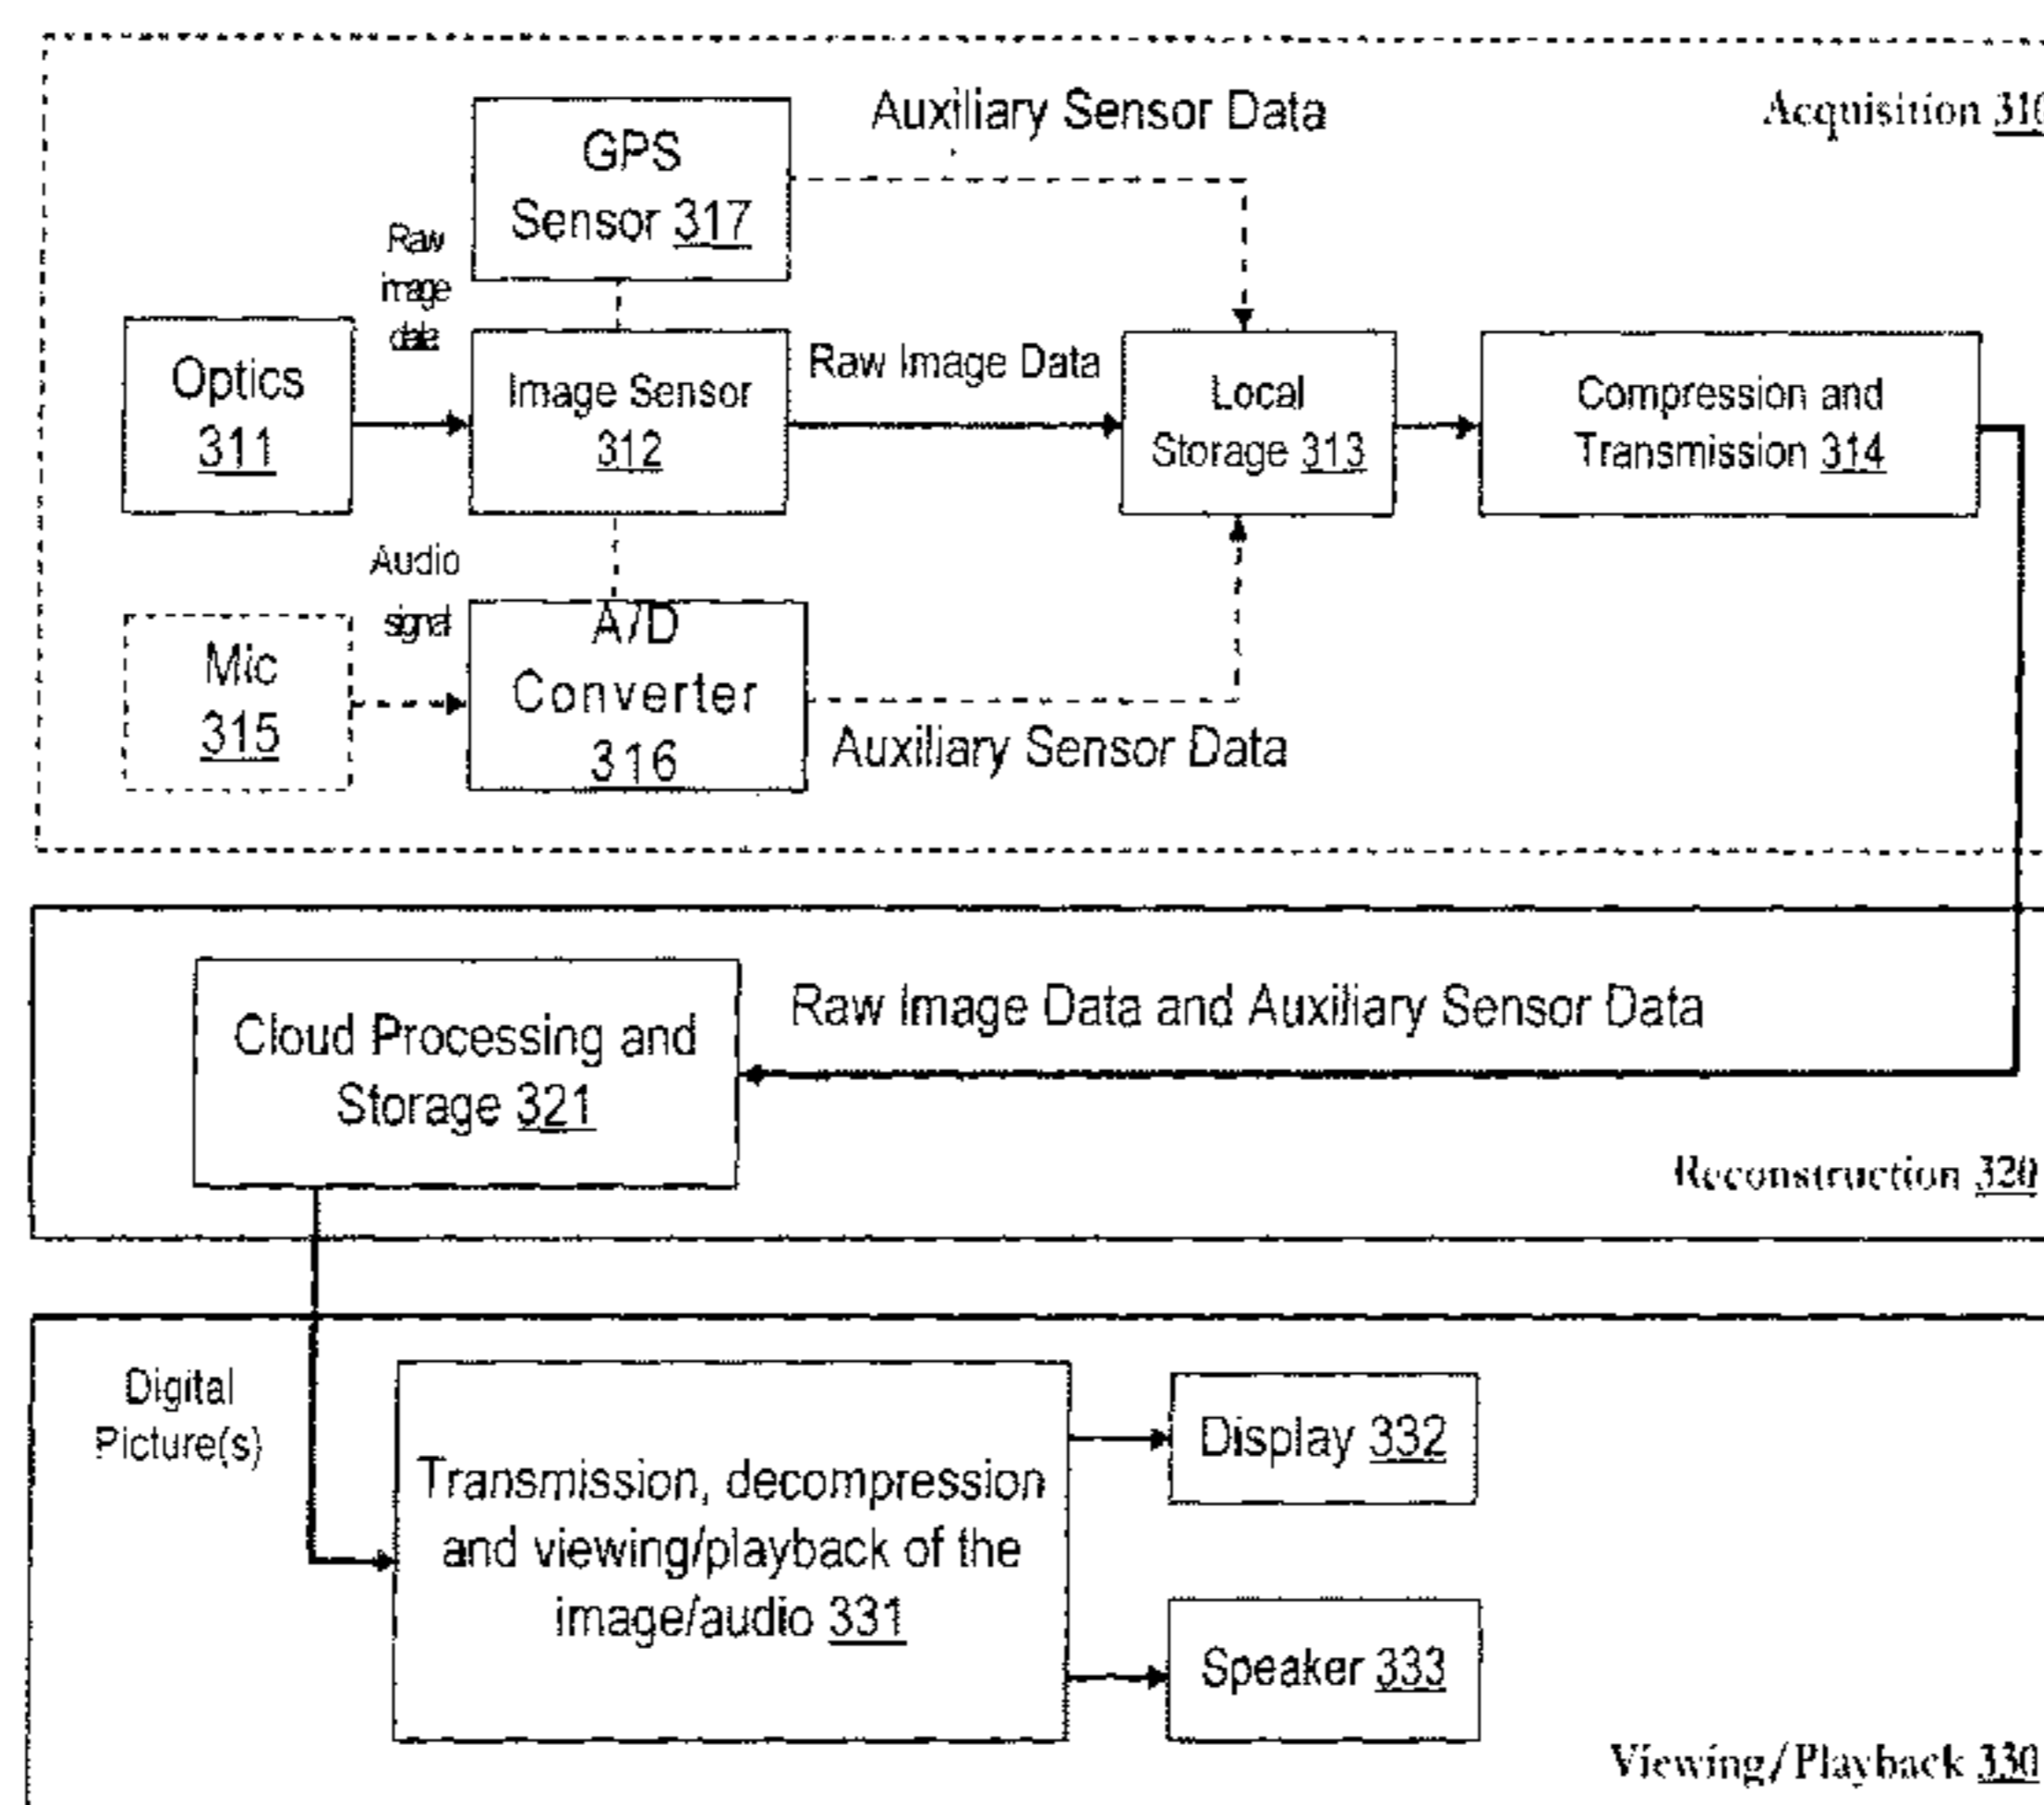 Auxiliary Sensor Data
Acquisition 310
GPS
Sensor 317
Raw
image
data
Optics
311
Image Sensor
312
Raw Image Data
Local
Storage 313
Compression and
Transmission 314
Audio
signal
Mic
315
A/D
Converter
316
Auxiliary Sensor Data
Cloud Processing and
Storage 321
Raw Image Data and Auxiliary Sensor Data
Reconstruction 320
Digital
Picture(s)
Transmission, decompression
and viewing/playback of the
image/audio 331
Display 332
Speaker 333
Viewing/Playback 330